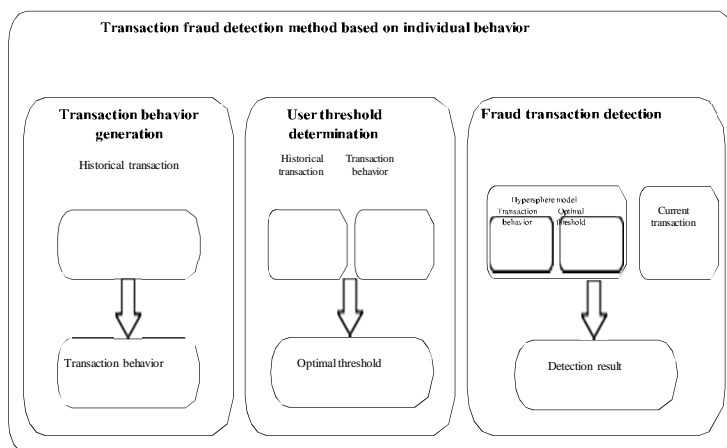 Transaction fraud detection method based on individual behavior
Transaction behavior
generation
Historical transaction
Transaction behavior
User threshold
determination
Historical
transaction
Transaction
behavior
Optimal threshold
Fraud transaction detection
Hypersphere model
Transaction
behavior
Optimal
threshold
Current
transaction
Detection result